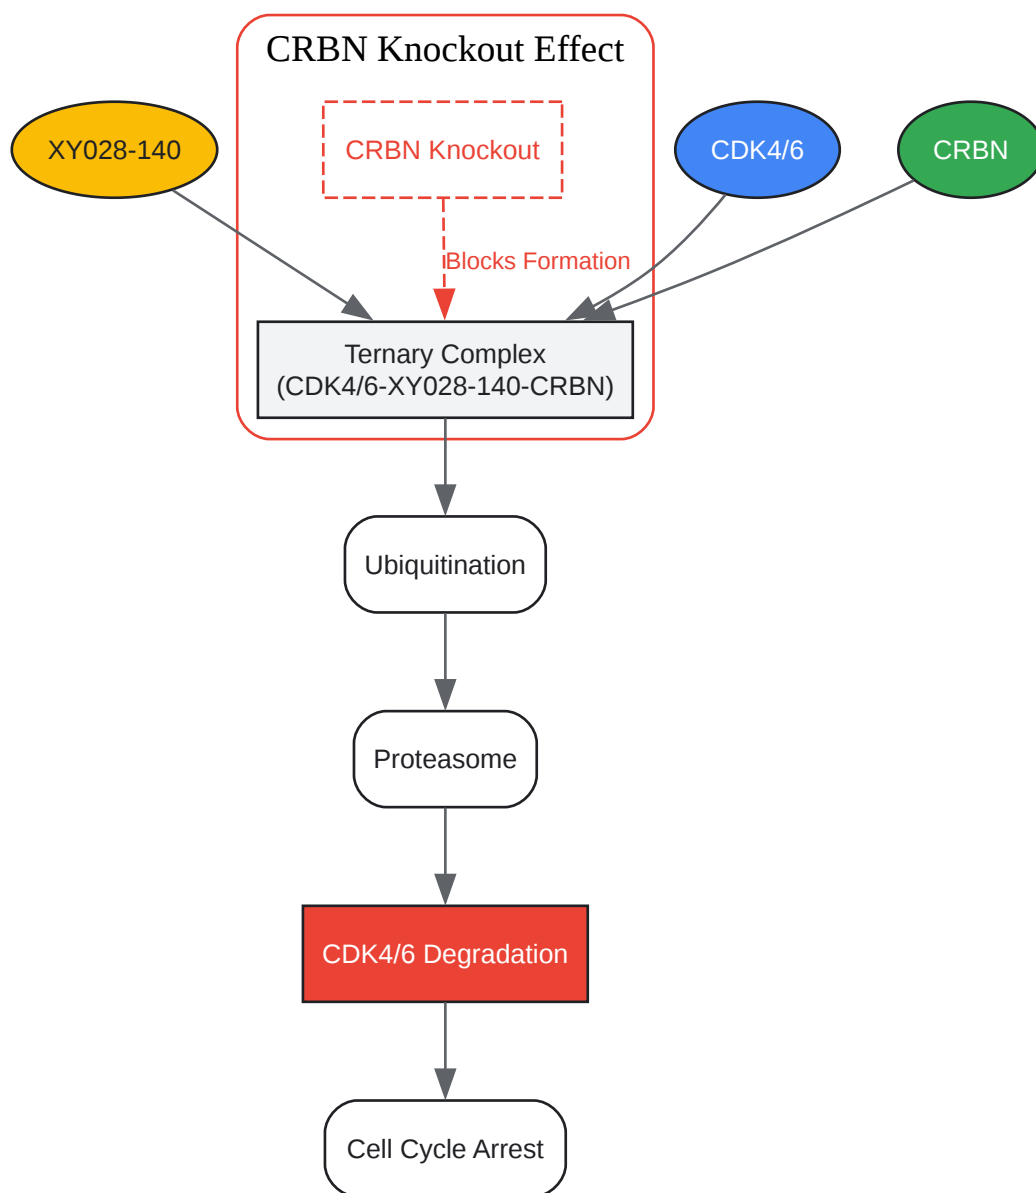 CRBN Knockout Effect
XY028-140
CRBN Knockout
CDK4/6
CRBN
Blocks Formation
Ternary Complex
(CDK4/6-XY028-140-CRBN)
Ubiquitination
Proteasome
CDK4/6 Degradation
Cell Cycle Arrest